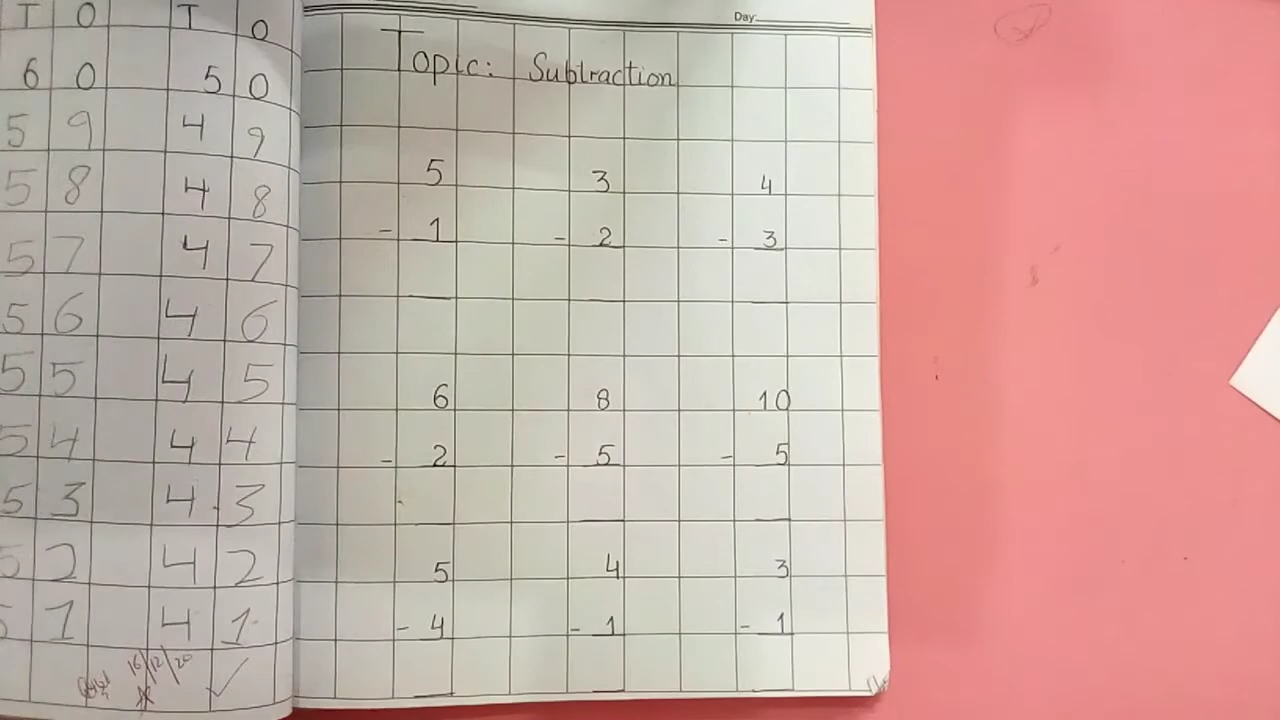 T O T O
6 0 5 0
5 9 4 9
5 8 4 8
5 7 4 7
5 6 4 6
5 5 4 5
5 4 4 4
5 3 4 3
5 2 4 2
5 1 4 1
16/12/20
Day:
Topic: Subtraction
5 3 4
- 1 - 2 - 3
6 8 10
- 2 - 5 - 5
5 4 3
- 4 - 1 - 1